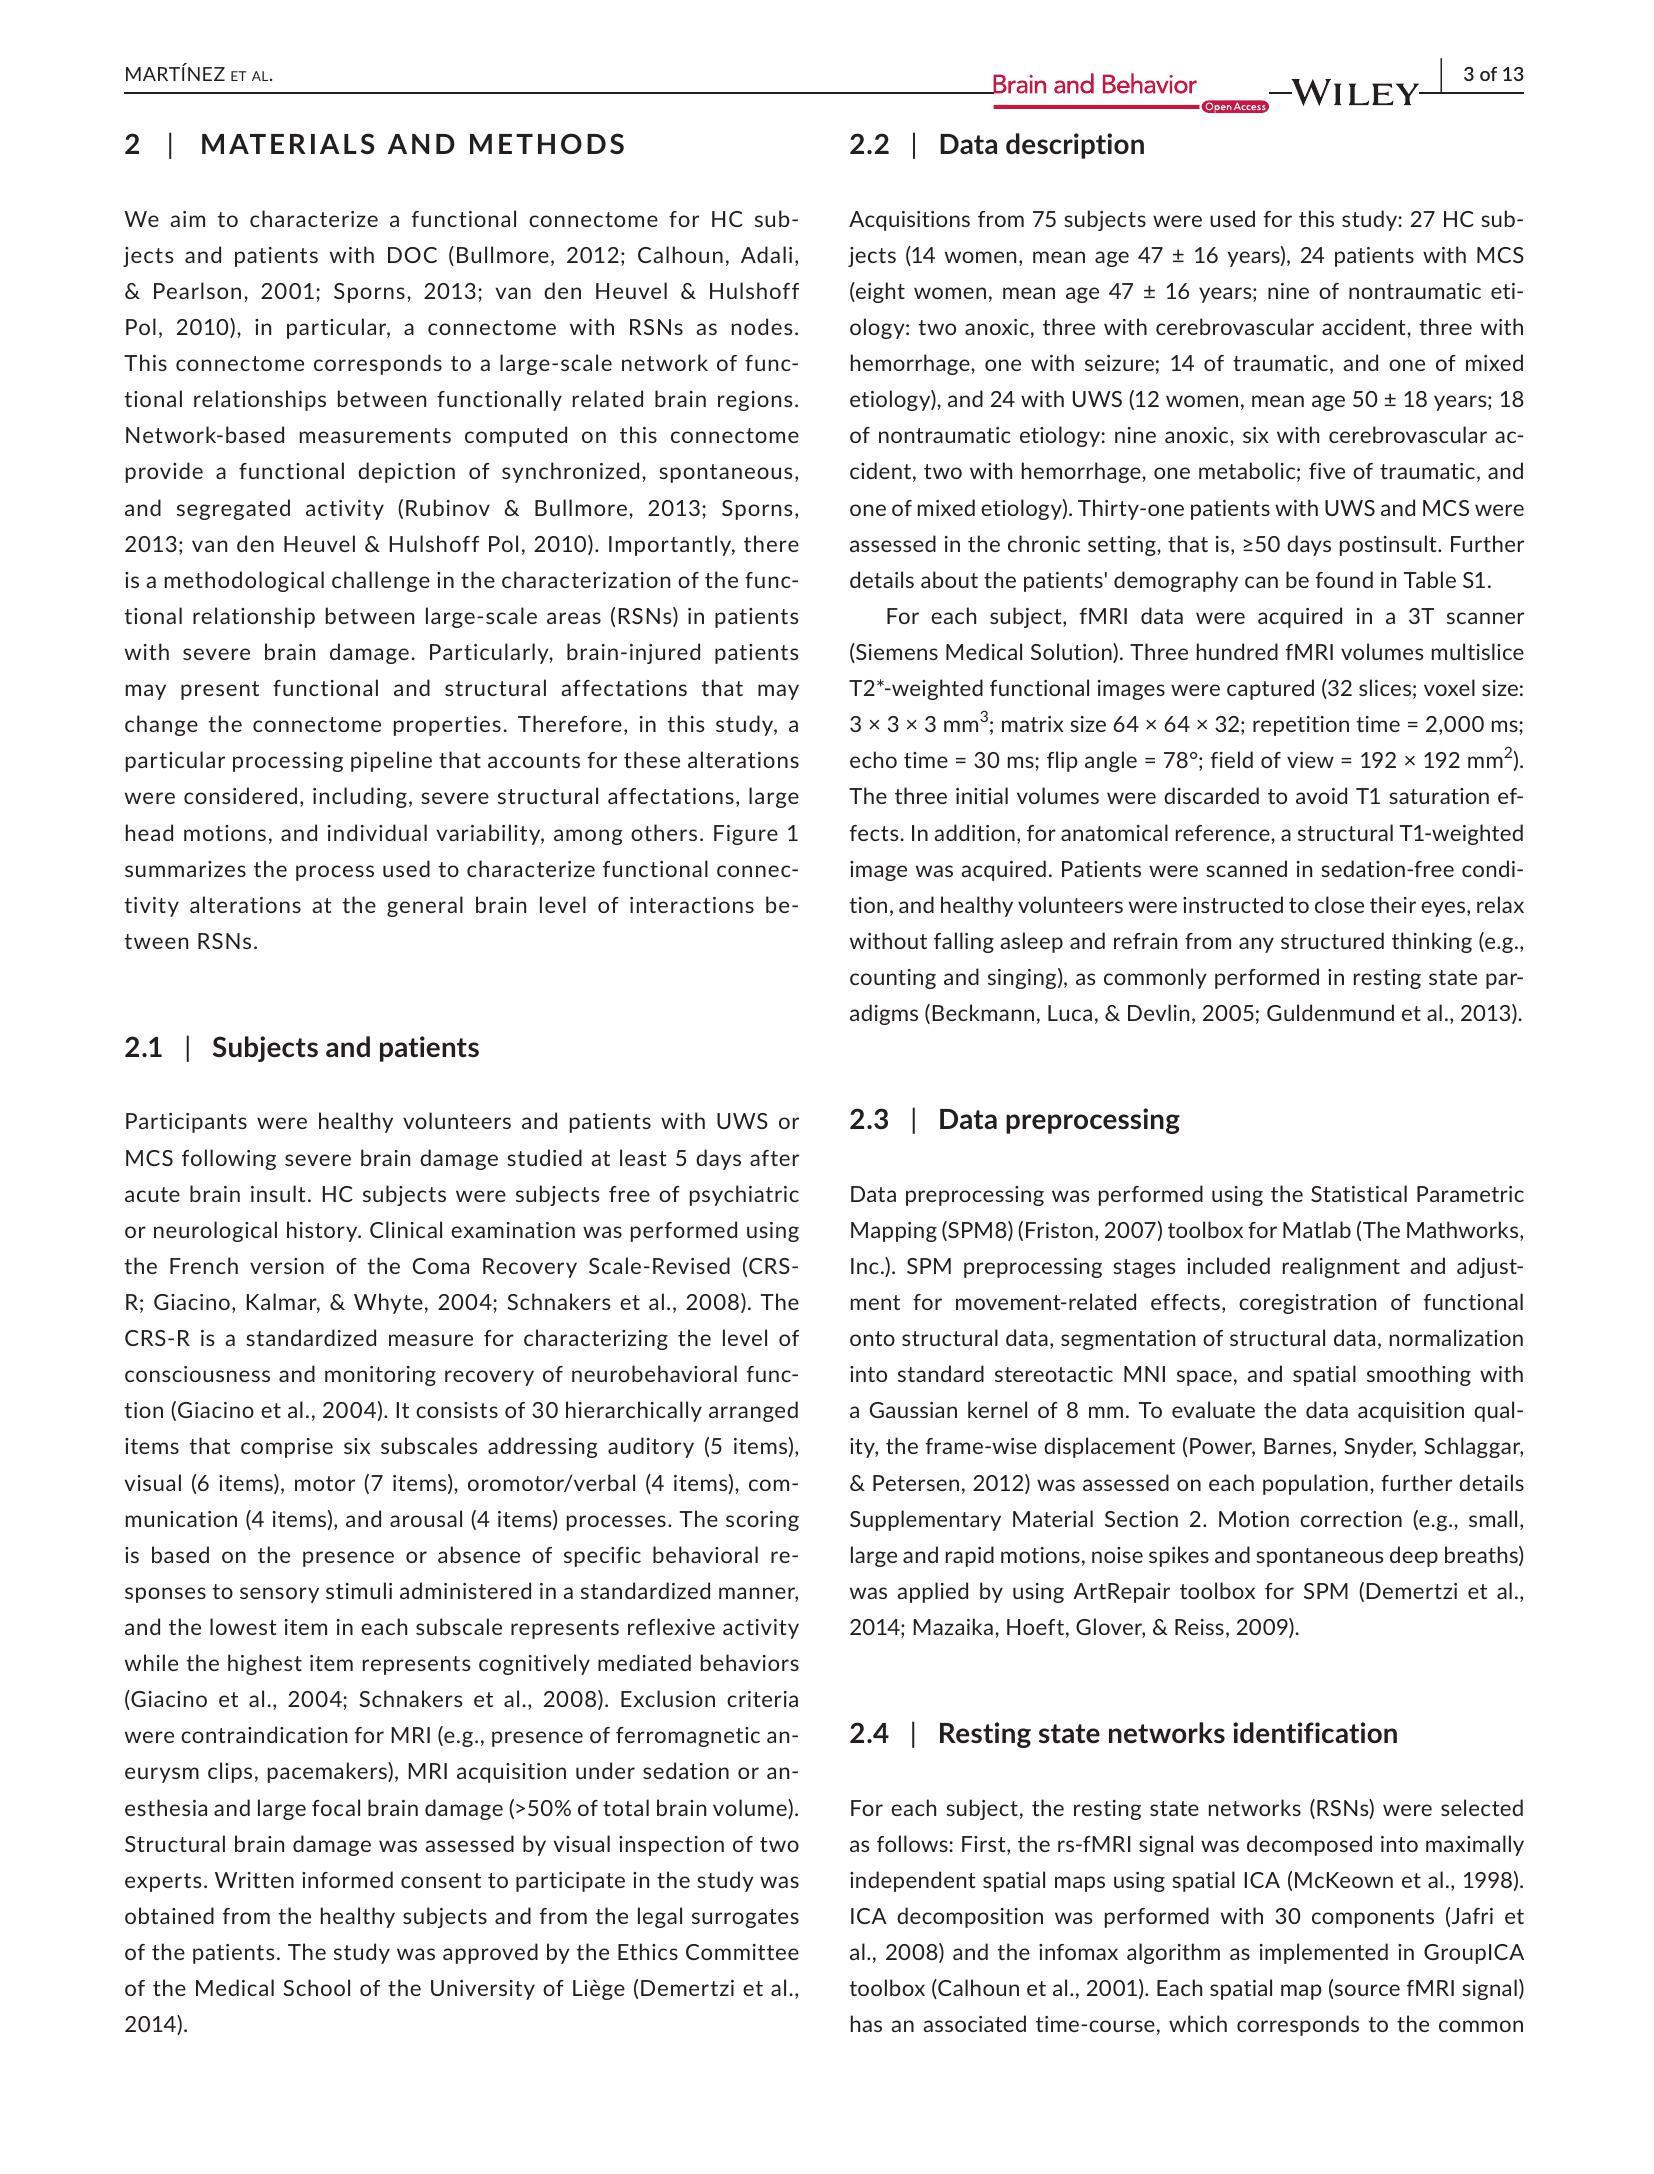 MARTÍNEZ ET AL.
Brain and Behavior
Open Access
WILEY
3 of 13
2 | MATERIALS AND METHODS
We aim to characterize a functional connectome for HC sub-
jects and patients with DOC (Bullmore, 2012; Calhoun, Adali,
& Pearlson, 2001; Sporns, 2013; van den Heuvel & Hulshoff
Pol, 2010), in particular, a connectome with RSNs as nodes.
This connectome corresponds to a large-scale network of func-
tional relationships between functionally related brain regions.
Network-based measurements computed on this connectome
provide a functional depiction of synchronized, spontaneous,
and segregated activity (Rubinov & Bullmore, 2013; Sporns,
2013; van den Heuvel & Hulshoff Pol, 2010). Importantly, there
is a methodological challenge in the characterization of the func-
tional relationship between large-scale areas (RSNs) in patients
with severe brain damage. Particularly, brain-injured patients
may present functional and structural affectations that may
change the connectome properties. Therefore, in this study, a
particular processing pipeline that accounts for these alterations
were considered, including, severe structural affectations, large
head motions, and individual variability, among others. Figure 1
summarizes the process used to characterize functional connec-
tivity alterations at the general brain level of interactions be-
tween RSNs.
2.1 | Subjects and patients
Participants were healthy volunteers and patients with UWS or
MCS following severe brain damage studied at least 5 days after
acute brain insult. HC subjects were subjects free of psychiatric
or neurological history. Clinical examination was performed using
the French version of the Coma Recovery Scale-Revised (CRS-
R; Giacino, Kalmar, & Whyte, 2004; Schnakers et al., 2008). The
CRS-R is a standardized measure for characterizing the level of
consciousness and monitoring recovery of neurobehavioral func-
tion (Giacino et al., 2004). It consists of 30 hierarchically arranged
items that comprise six subscales addressing auditory (5 items),
visual (6 items), motor (7 items), oromotor/verbal (4 items), com-
munication (4 items), and arousal (4 items) processes. The scoring
is based on the presence or absence of specific behavioral re-
sponses to sensory stimuli administered in a standardized manner,
and the lowest item in each subscale represents reflexive activity
while the highest item represents cognitively mediated behaviors
(Giacino et al., 2004; Schnakers et al., 2008). Exclusion criteria
were contraindication for MRI (e.g., presence of ferromagnetic an-
eurysm clips, pacemakers), MRI acquisition under sedation or an-
esthesia and large focal brain damage (>50% of total brain volume).
Structural brain damage was assessed by visual inspection of two
experts. Written informed consent to participate in the study was
obtained from the healthy subjects and from the legal surrogates
of the patients. The study was approved by the Ethics Committee
of the Medical School of the University of Liège (Demertzi et al.,
2014).
2.2 | Data description
Acquisitions from 75 subjects were used for this study: 27 HC sub-
jects (14 women, mean age 47 ± 16 years), 24 patients with MCS
(eight women, mean age 47 ± 16 years; nine of nontraumatic eti-
ology: two anoxic, three with cerebrovascular accident, three with
hemorrhage, one with seizure; 14 of traumatic, and one of mixed
etiology), and 24 with UWS (12 women, mean age 50 ± 18 years; 18
of nontraumatic etiology: nine anoxic, six with cerebrovascular ac-
cident, two with hemorrhage, one metabolic; five of traumatic, and
one of mixed etiology). Thirty-one patients with UWS and MCS were
assessed in the chronic setting, that is, ≥50 days postinsult. Further
details about the patients' demography can be found in Table S1.
For each subject, fMRI data were acquired in a 3T scanner
(Siemens Medical Solution). Three hundred fMRI volumes multislice
T2*-weighted functional images were captured (32 slices; voxel size:
3 × 3 × 3 mm³; matrix size 64 × 64 × 32; repetition time = 2,000 ms;
echo time = 30 ms; flip angle = 78°; field of view = 192 × 192 mm²).
The three initial volumes were discarded to avoid T1 saturation ef-
fects. In addition, for anatomical reference, a structural T1-weighted
image was acquired. Patients were scanned in sedation-free condi-
tion, and healthy volunteers were instructed to close their eyes, relax
without falling asleep and refrain from any structured thinking (e.g.,
counting and singing), as commonly performed in resting state par-
adigms (Beckmann, Luca, & Devlin, 2005; Guldenmund et al., 2013).
2.3 | Data preprocessing
Data preprocessing was performed using the Statistical Parametric
Mapping (SPM8) (Friston, 2007) toolbox for Matlab (The Mathworks,
Inc.). SPM preprocessing stages included realignment and adjust-
ment for movement-related effects, coregistration of functional
onto structural data, segmentation of structural data, normalization
into standard stereotactic MNI space, and spatial smoothing with
a Gaussian kernel of 8 mm. To evaluate the data acquisition qual-
ity, the frame-wise displacement (Power, Barnes, Snyder, Schlaggar,
& Petersen, 2012) was assessed on each population, further details
Supplementary Material Section 2. Motion correction (e.g., small,
large and rapid motions, noise spikes and spontaneous deep breaths)
was applied by using ArtRepair toolbox for SPM (Demertzi et al.,
2014; Mazaika, Hoeft, Glover, & Reiss, 2009).
2.4 | Resting state networks identification
For each subject, the resting state networks (RSNs) were selected
as follows: First, the rs-fMRI signal was decomposed into maximally
independent spatial maps using spatial ICA (McKeown et al., 1998).
ICA decomposition was performed with 30 components (Jafri et
al., 2008) and the infomax algorithm as implemented in GroupICA
toolbox (Calhoun et al., 2001). Each spatial map (source fMRI signal)
has an associated time-course, which corresponds to the common